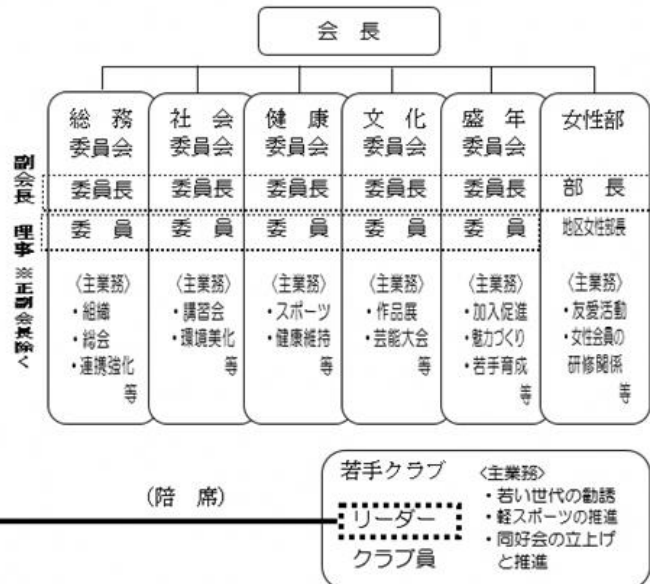 会 長
総 務
委員会
委員長
委 員
〈主業務〉
・組織
・総会
・連携強化
等
社 会
委員会
委員長
委 員
〈主業務〉
・講習会
・環境美化
等
健 康
委員会
委員長
委 員
〈主業務〉
・スポーツ
・健康維持
等
文 化
委員会
委員長
委 員
〈主業務〉
・作品展
・芸能大会
等
盛 年
委員会
委員長
委 員
〈主業務〉
・加入促進
・魅力づくり
・若手育成
等
女性部
部 長
地区女性部長
〈主業務〉
・友愛活動
・女性会員の
研修関係
等
副会長
理事 ※正副会長除く
(陪 席)
若手クラブ
リーダー
クラブ員
〈主業務〉
・若い世代の勧誘
・軽スポーツの推進
・同好会の立上げ
と推進